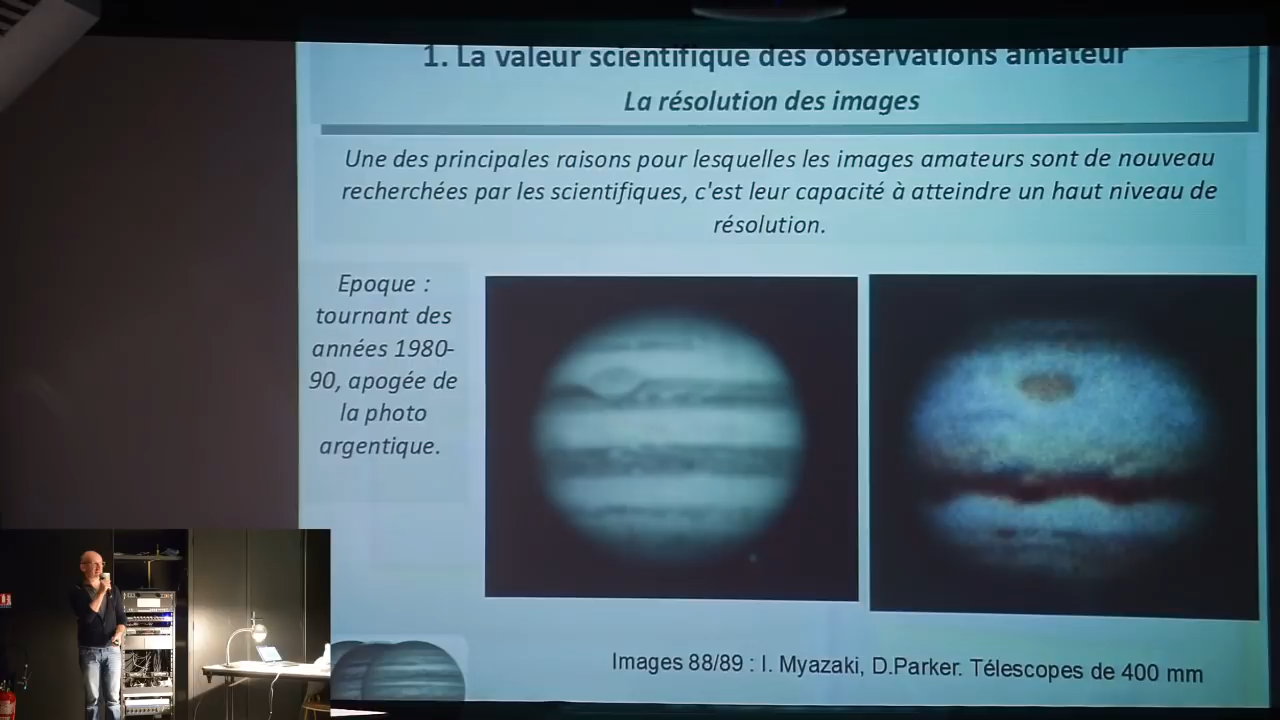 1. La valeur scientifique des observations amateur
La résolution des images
Une des principales raisons pour lesquelles les images amateurs sont de nouveau
recherchées par les scientifiques, c'est leur capacité à atteindre un haut niveau de
résolution.
Epoque :
tournant des
années 1980-
90, apogée de
la photo
argentique.
Images 88/89 : I. Myazaki, D.Parker. Télescopes de 400 mm